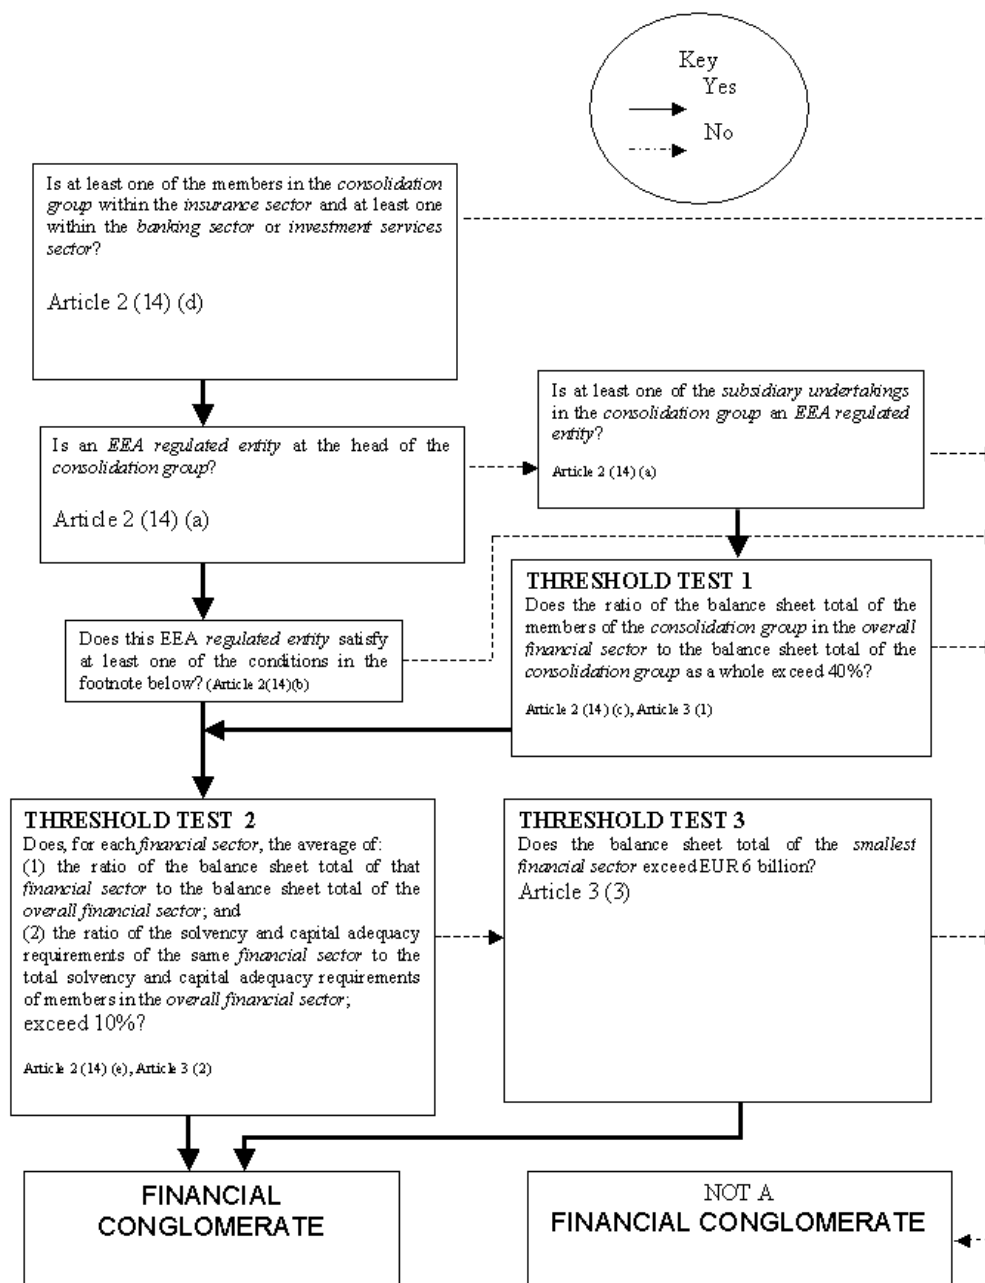 Key
Yes
No
Is at least one of the members in the consolidation
group within the insurance sector and at least one
within the banking sector or investment services
sector?
Article 2 (14) (d)
Is an EEA regulated entity at the head of the
consolidation group?
Article 2 (14) (a)
Is at least one of the subsidiary undertakings
in the consolidation group an EEA regulated
entity?
Article 2 (14) (a)
Does this EEA regulated entity satisfy
at least one of the conditions in the
footnote below? (Article 2(14)(b)
THRESHOLD TEST 1
Does the ratio of the balance sheet total of the
members of the consolidation group in the overall
financial sector to the balance sheet total of the
consolidation group as a whole exceed 40%?
Article 2 (14) (c), Article 3 (1)
THRESHOLD TEST 2
Does, for each financial sector, the average of:
(1) the ratio of the balance sheet total of that
financial sector to the balance sheet total of the
overall financial sector; and
(2) the ratio of the solvency and capital adequacy
requirements of the same financial sector to the
total solvency and capital adequacy requirements
of members in the overall financial sector;
exceed 10%?
Article 2 (14) (e), Article 3 (2)
THRESHOLD TEST 3
Does the balance sheet total of the smallest
financial sector exceed EUR 6 billion?
Article 3 (3)
FINANCIAL
CONGLOMERATE
NOT A
FINANCIAL CONGLOMERATE